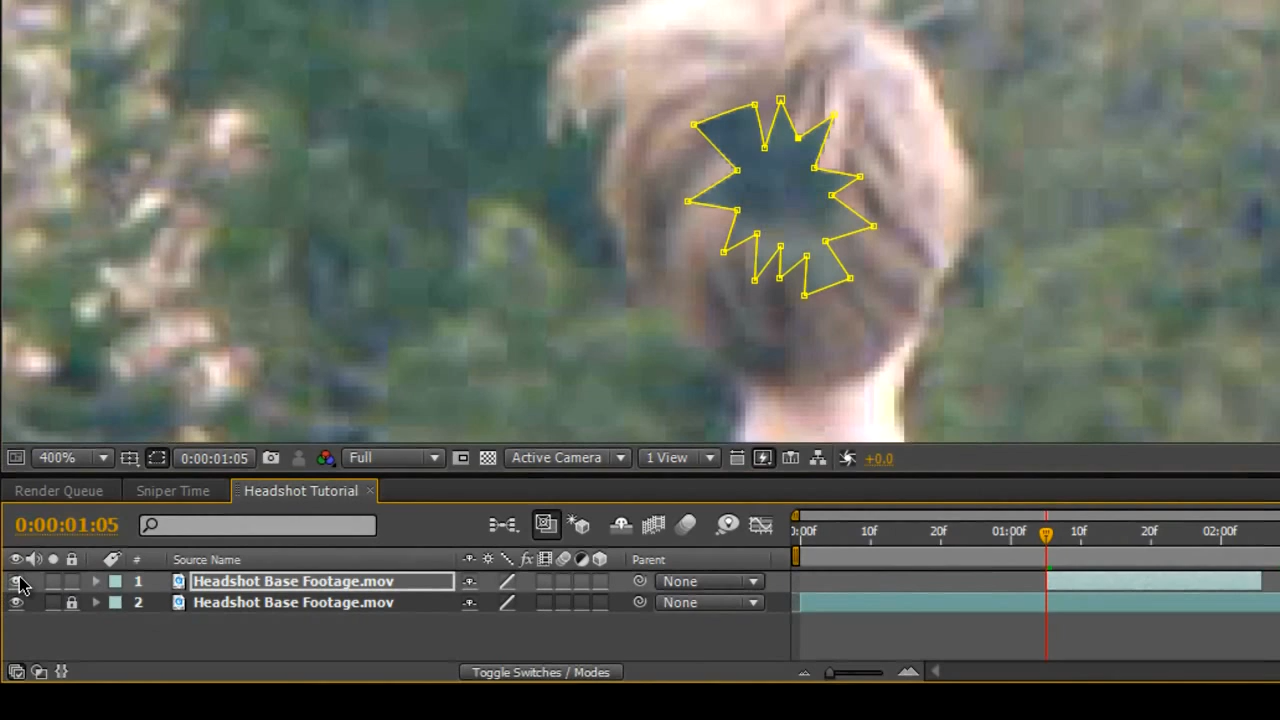 400% 0:00:01:05 Full Active Camera 1 View +0.0
Render Queue Sniper Time Headshot Tutorial ×
0:00:01:05 :00f 10f 20f 01:00f 10f 20f 02:00f
# Source Name fx Parent
1 Headshot Base Footage.mov None
2 Headshot Base Footage.mov None
Toggle Switches / Modes